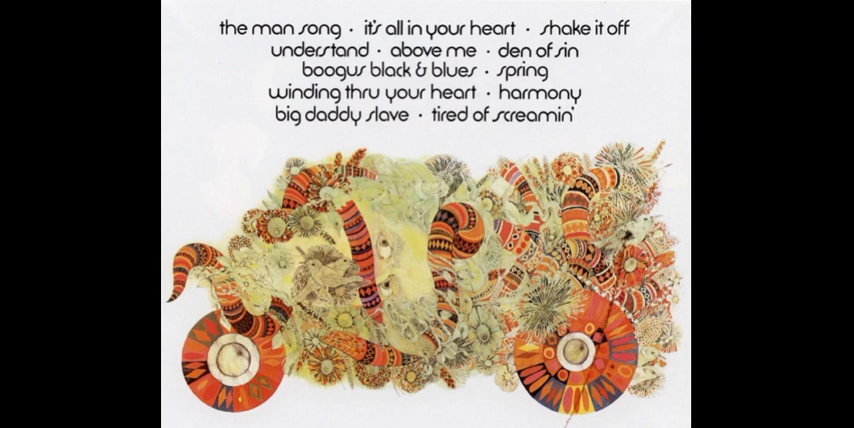 the man song • it's all in your heart • shake it off
understand • above me • den of sin
boogus black & blues • spring
winding thru your heart • harmony
big daddy slave • tired of screamin'